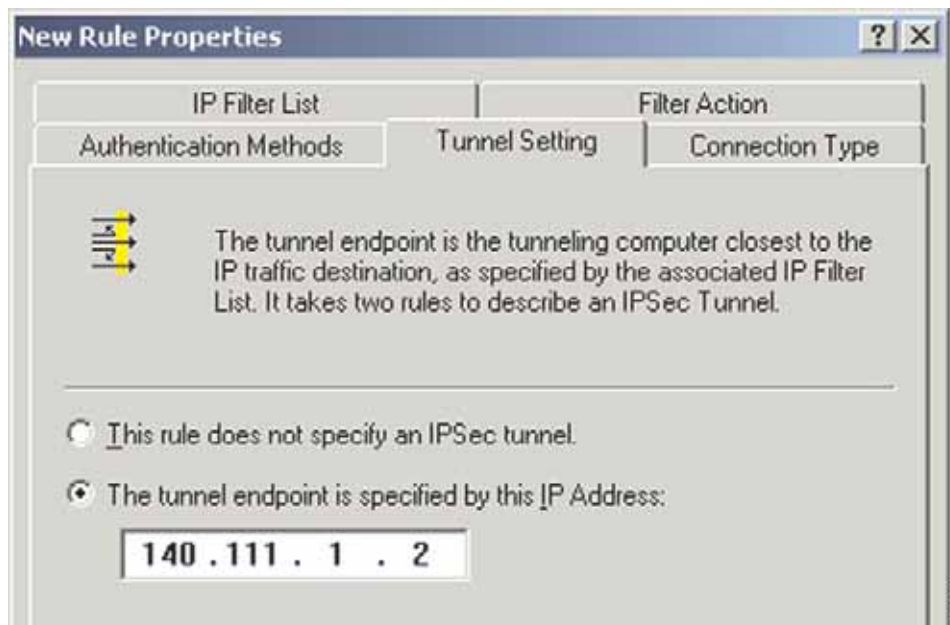 New Rule Properties
IP Filter List
Filter Action
Authentication Methods
Tunnel Setting
Connection Type
The tunnel endpoint is the tunneling computer closest to the
IP traffic destination, as specified by the associated IP Filter
List. It takes two rules to describe an IPSec Tunnel.
This rule does not specify an IPSec tunnel.
The tunnel endpoint is specified by this IP Address:
140 . 111 . 1 . 2